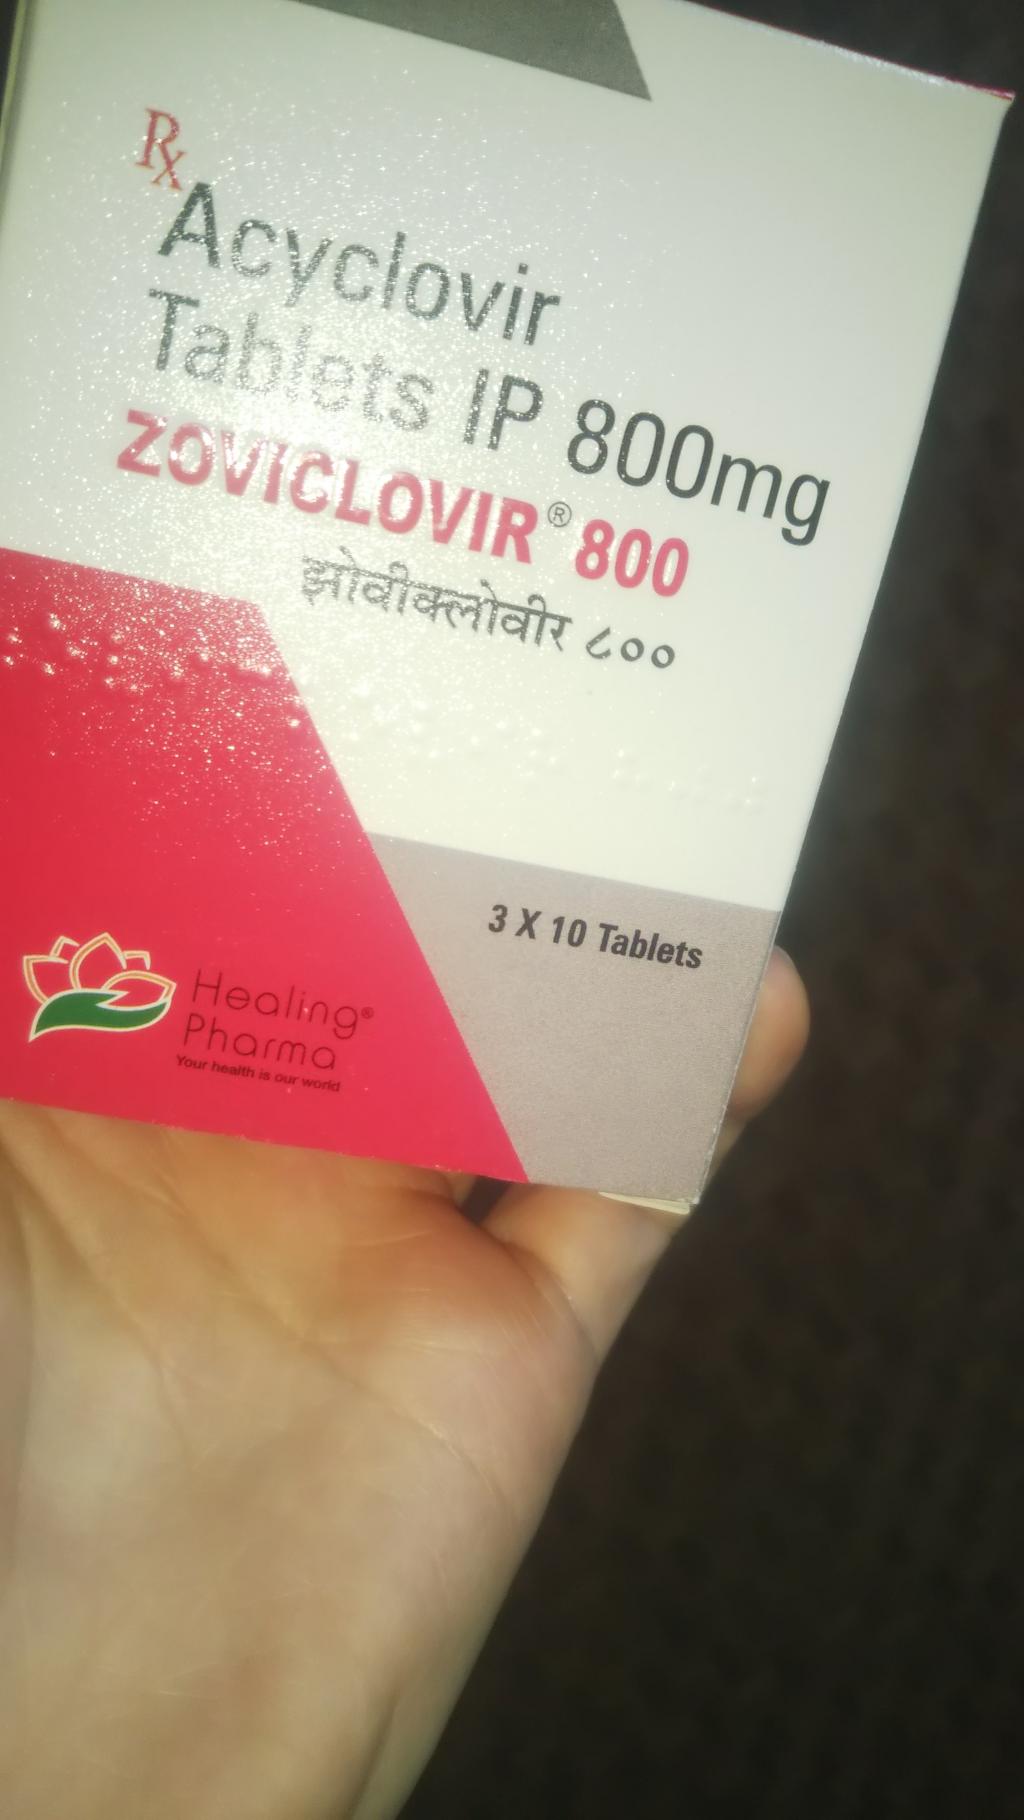 Rx
Acyclovir
Tablets IP 800mg
ZOVICLOVIR® 800
झोवीक्लोवीर ८००
3 X 10 Tablets
Healing®
Pharma
Your health is our world